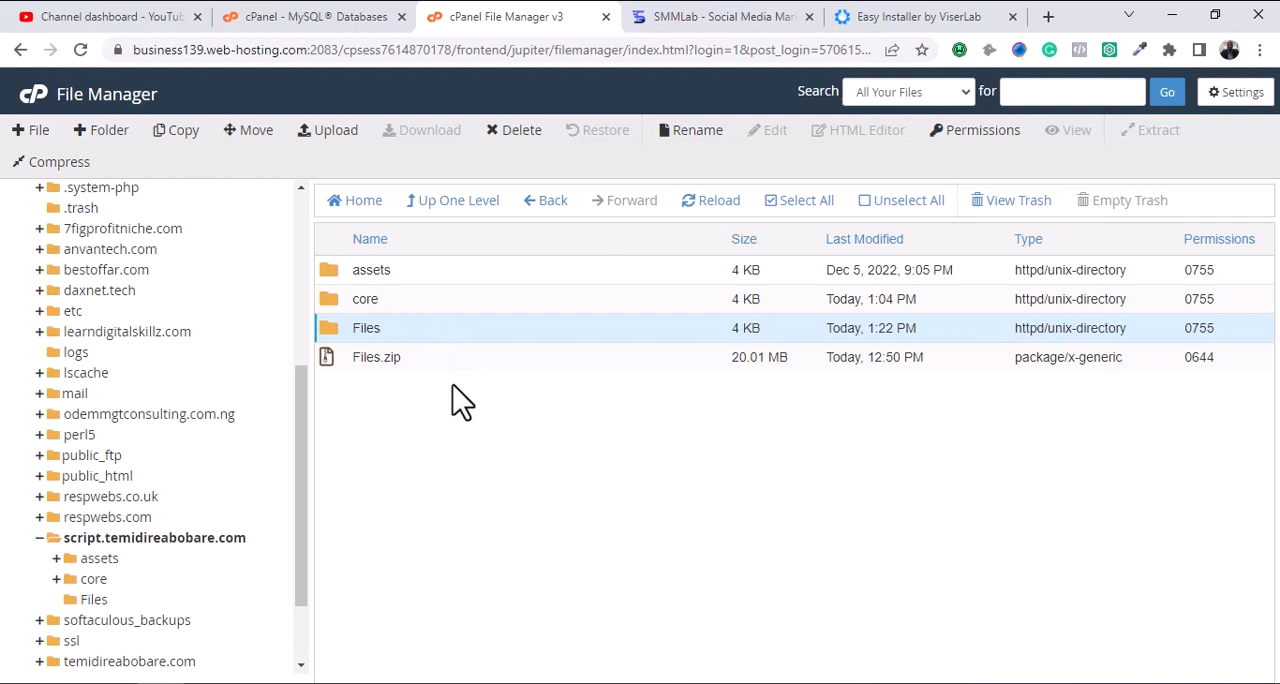 Channel dashboard - YouTu
cPanel - MySQL® Databases
cPanel File Manager v3
SMMLab - Social Media Mar
Easy Installer by ViserLab
business139.web-hosting.com:2083/cpsess7614870178/frontend/jupiter/filemanager/index.html?login=1&post_login=570615...
cP File Manager
Search All Your Files for Go Settings
File Folder Copy Move Upload Download Delete Restore Rename Edit HTML Editor Permissions View Extract
Compress
.system-php
.trash
7figprofitniche.com
anvantech.com
bestoffar.com
daxnet.tech
etc
learndigitalskillz.com
logs
lscache
mail
odemmgtconsulting.com.ng
perl5
public_ftp
public_html
respwebs.co.uk
respwebs.com
script.temidireabobare.com
assets
core
Files
softaculous_backups
ssl
temidireabobare.com
Home Up One Level Back Forward Reload Select All Unselect All View Trash Empty Trash
Name Size Last Modified Type Permissions
assets 4 KB Dec 5, 2022, 9:05 PM httpd/unix-directory 0755
core 4 KB Today, 1:04 PM httpd/unix-directory 0755
Files 4 KB Today, 1:22 PM httpd/unix-directory 0755
Files.zip 20.01 MB Today, 12:50 PM package/x-generic 0644